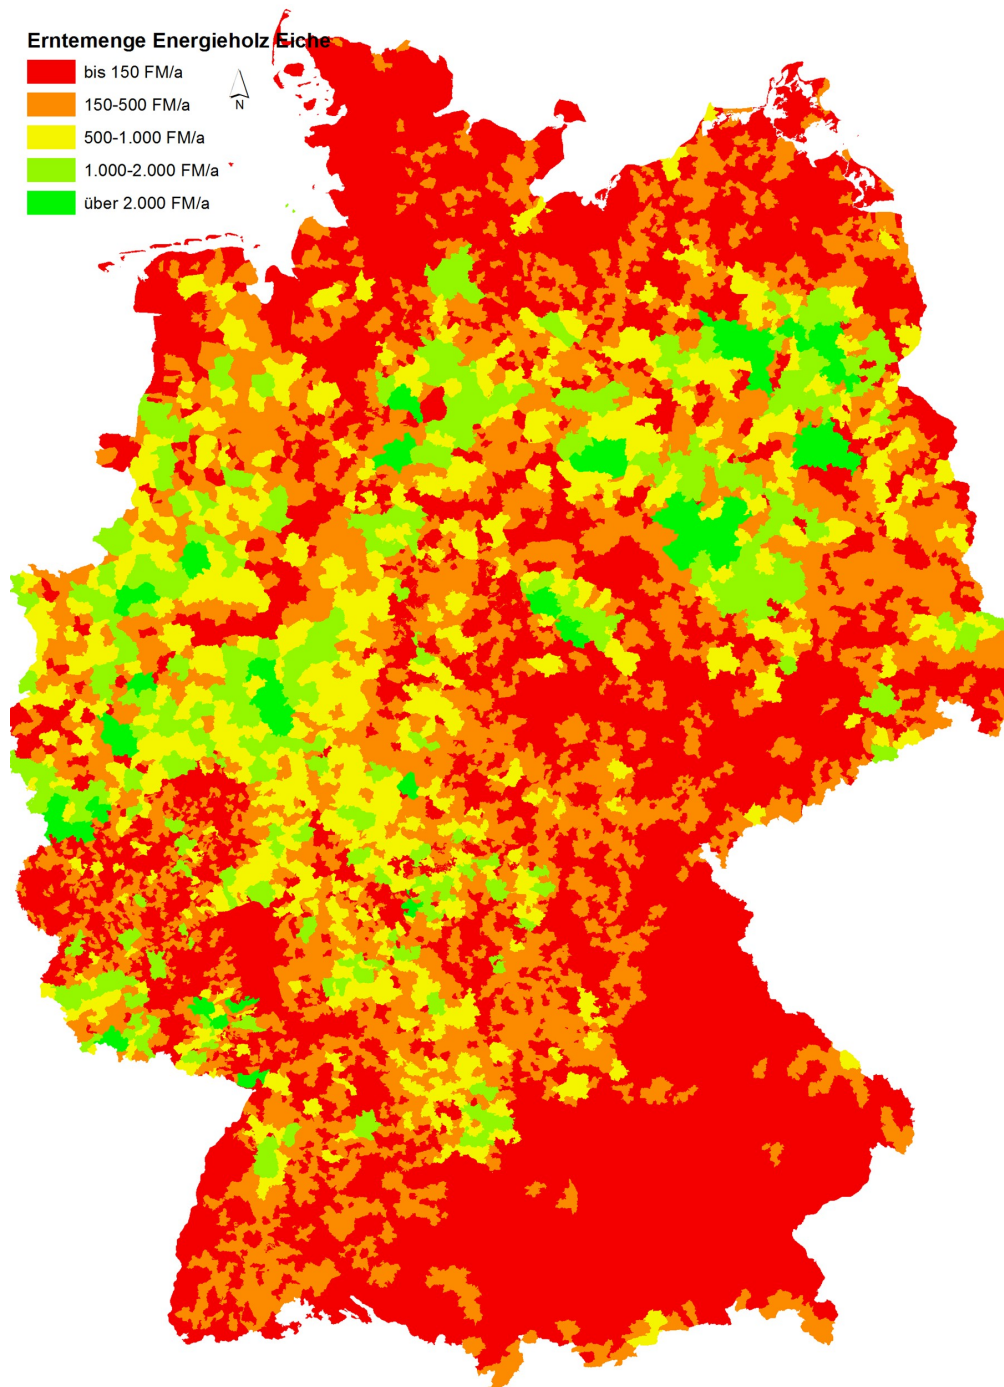 Erntemenge Energieholz Eiche
bis 150 FM/a
150-500 FM/a
N
500-1.000 FM/a
1.000-2.000 FM/a
über 2.000 FM/a